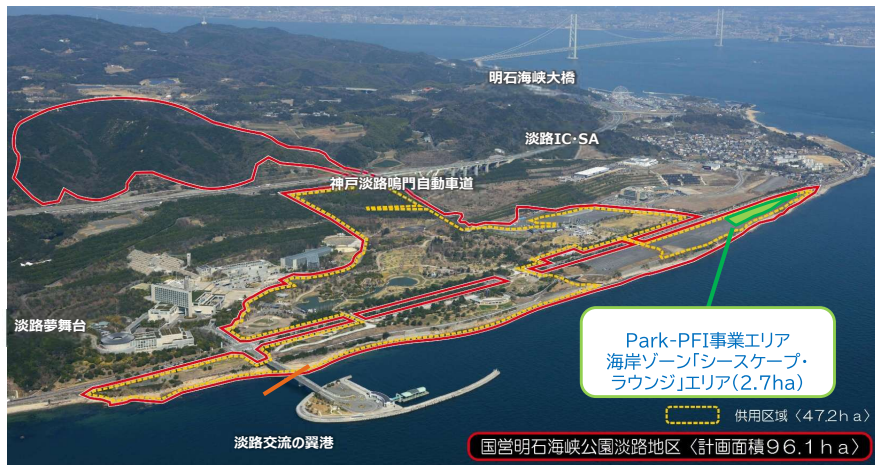 明石海峡大橋
淡路IC・SA
神戸淡路鳴門自動車道
淡路夢舞台
Park-PFI事業エリア
海岸ゾーン「シースケープ・
ラウンジ」エリア(2.7ha)
供用区域〈47.2ha〉
淡路交流の翼港
国営明石海峡公園淡路地区〈計画面積96.1ha〉